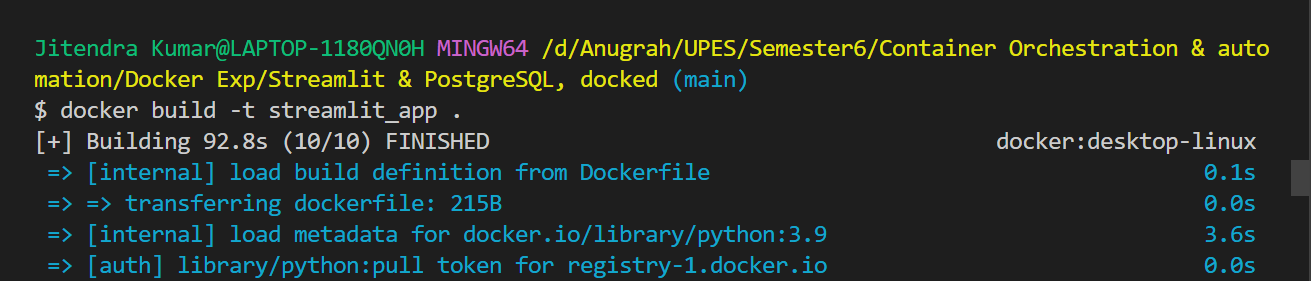 Jitendra Kumar@LAPTOP-1180QN0H MINGW64 /d/Anugrah/UPES/Semester6/Container Orchestration & auto
mation/Docker Exp/Streamlit & PostgreSQL, docked (main)
$ docker build -t streamlit_app .
[+] Building 92.8s (10/10) FINISHED docker:desktop-linux
=> [internal] load build definition from Dockerfile 0.1s
=> => transferring dockerfile: 215B 0.0s
=> [internal] load metadata for docker.io/library/python:3.9 3.6s
=> [auth] library/python:pull token for registry-1.docker.io 0.0s